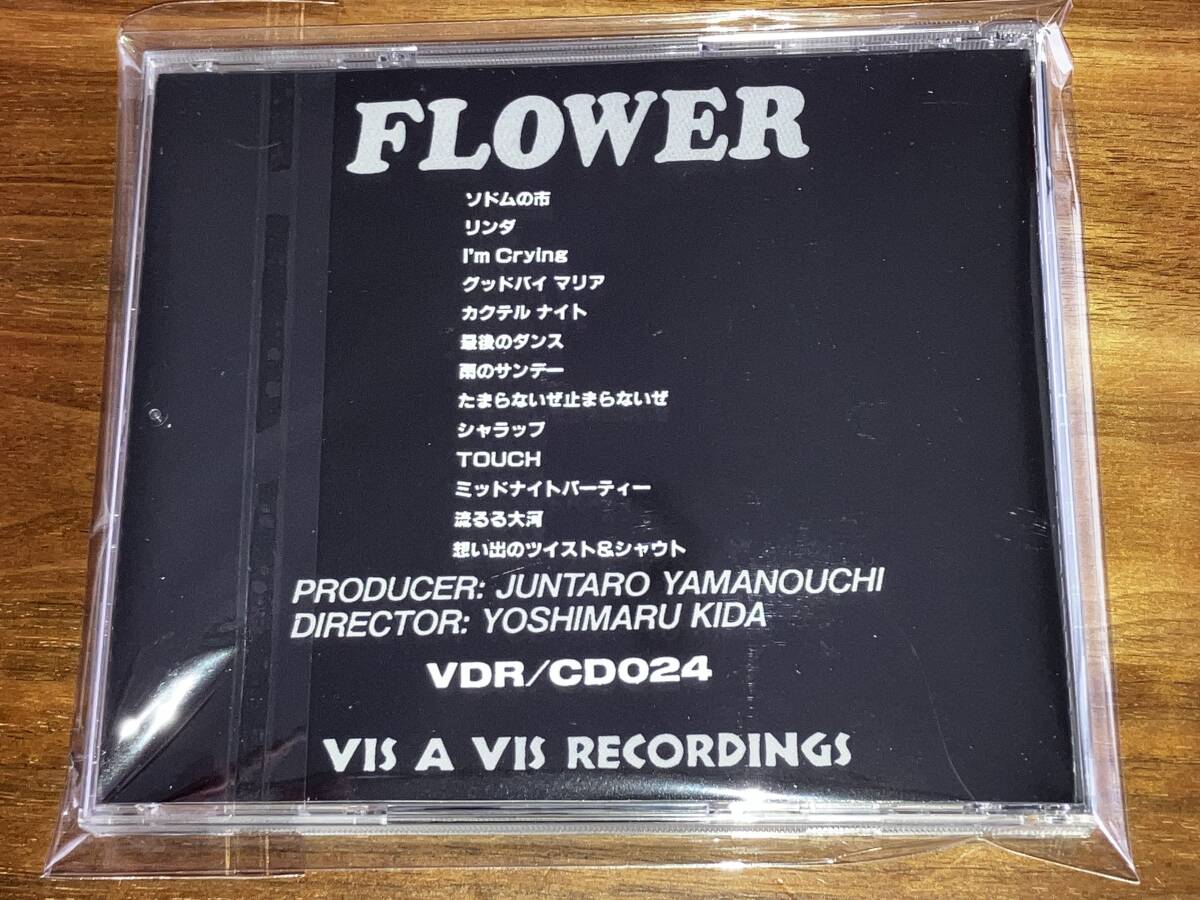 FLOWER
ソドムの市
リンダ
I'm Crying
グッドバイ マリア
カクテル ナイト
最後のダンス
雨のサンデー
たまらないぜ止まらないぜ
シャラップ
TOUCH
ミッドナイトパーティー
流るる大河
想い出のツイスト&シャウト
PRODUCER: JUNTARO YAMANOUCHI
DIRECTOR: YOSHIMARU KIDA
VDR/CD024
VIS A VIS RECORDINGS